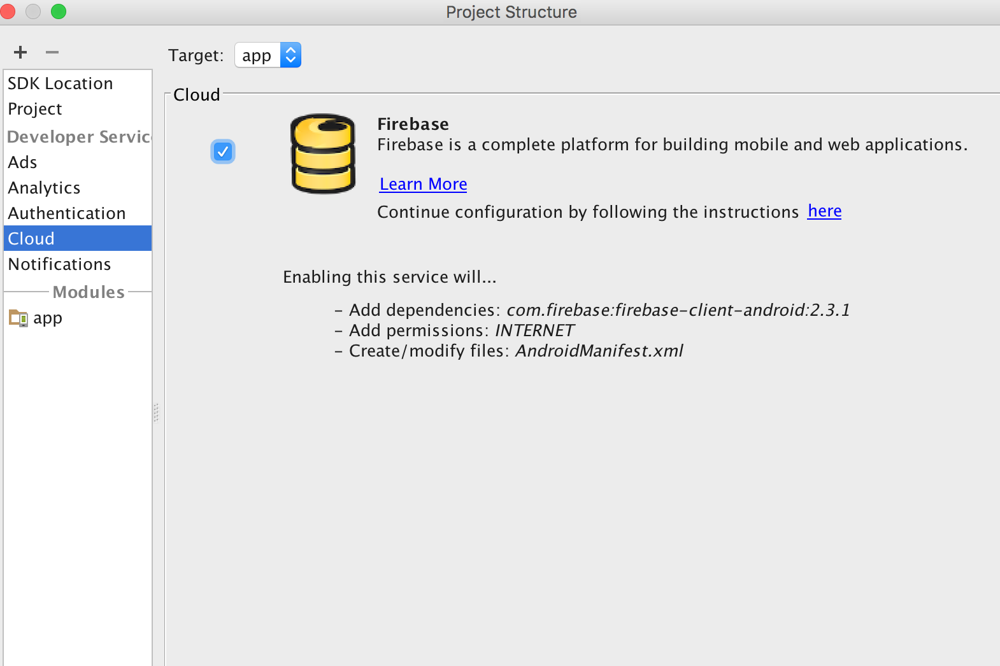 Project Structure
Target: app
SDK Location
Project
Developer Servic
Ads
Analytics
Authentication
Cloud
Notifications
Modules
app
Cloud
Firebase
Firebase is a complete platform for building mobile and web applications.
Learn More
Continue configuration by following the instructions here
Enabling this service will...
– Add dependencies: com.firebase:firebase-client-android:2.3.1
– Add permissions: INTERNET
– Create/modify files: AndroidManifest.xml